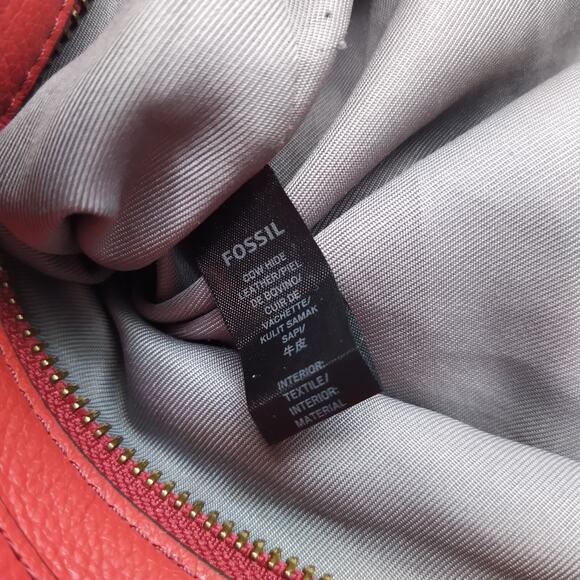 FOSSIL
COW HIDE
LEATHER/PIEL
DE BOVINO/
CUIR DE
VACHETTE/
KULIT SAMAK
SAPI/
牛皮
INTERIOR:
TEXTILE/
INTERIOR:
MATERIAL